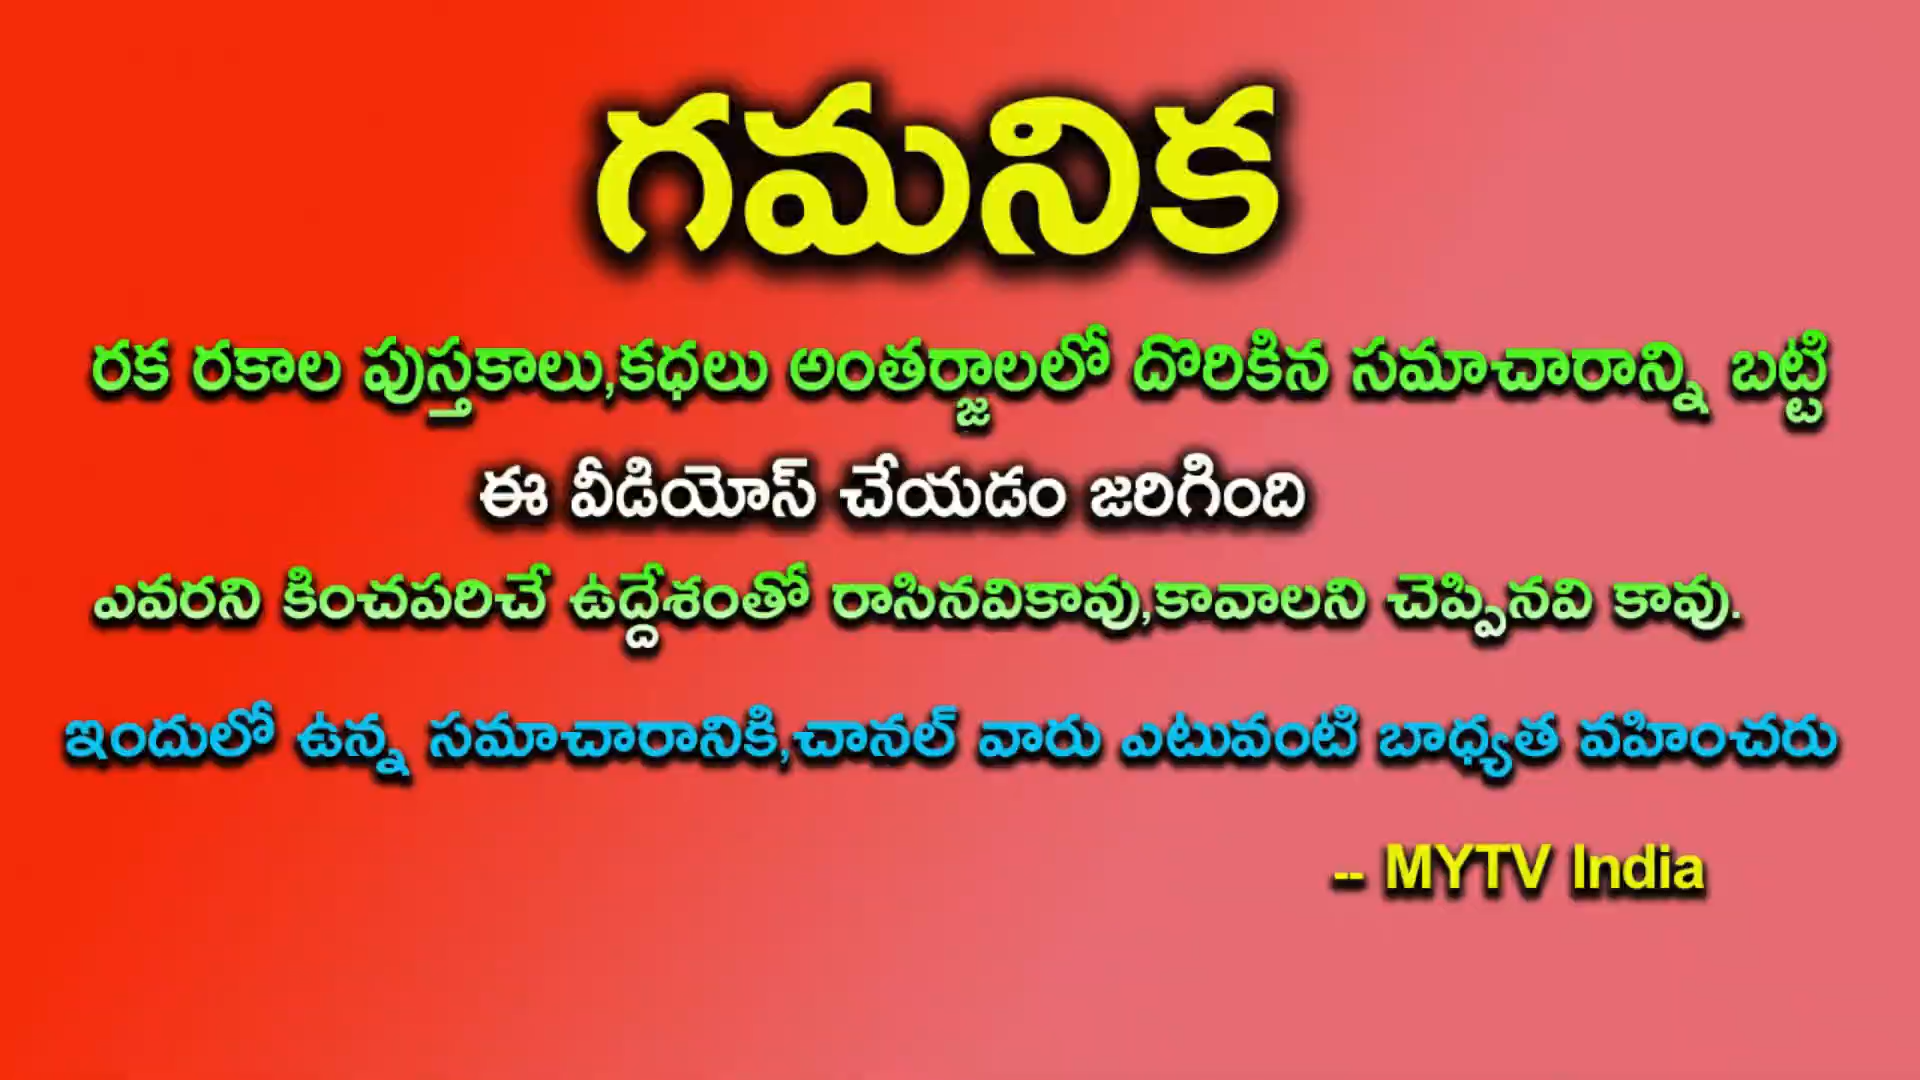 గమనిక
రక రకాల పుస్తకాలు,కధలు అంతర్జాలలో దొరికిన సమాచారాన్ని బట్టి
ఈ వీడియోస్ చేయడం జరిగింది
ఎవరని కించపరిచే ఉద్దేశంతో రాసినవికావు,కావాలని చెప్పినవి కావు.
ఇందులో ఉన్న సమాచారానికి,చానల్ వారు ఎటువంటి బాధ్యత వహించరు
-- MYTV India